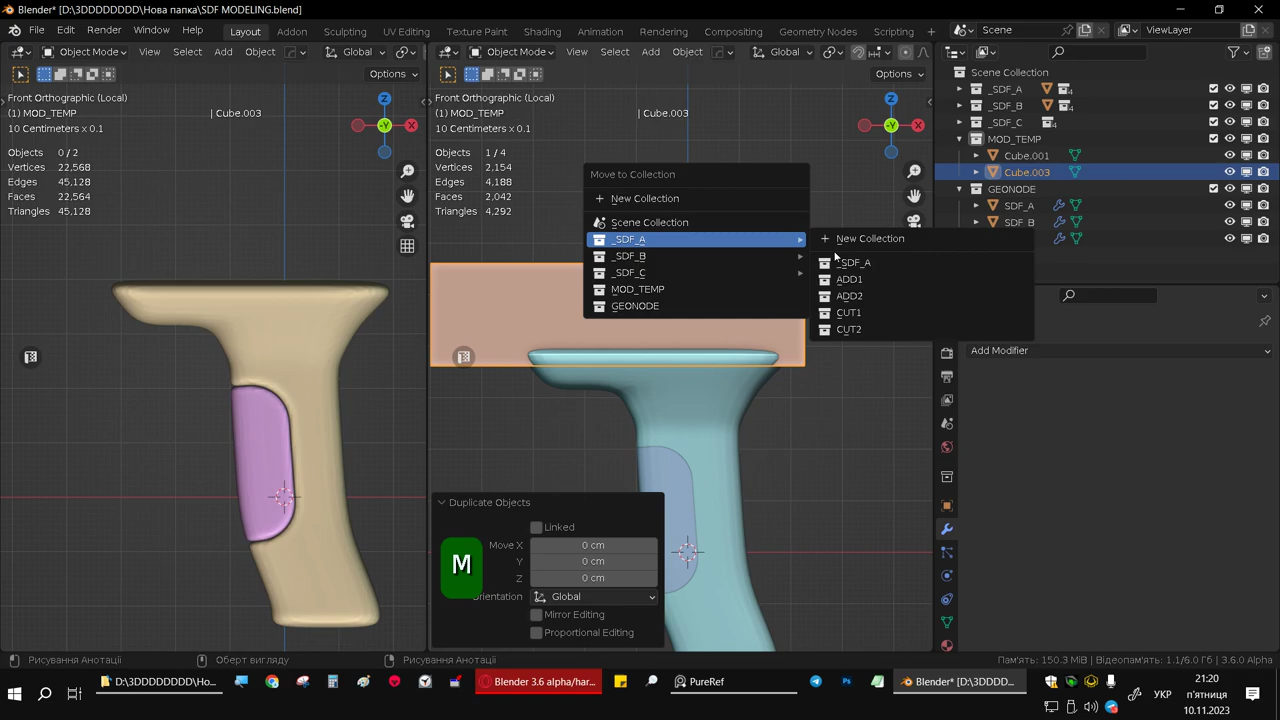 Blender* [D:\3DDDDDDDD\Нова папка\SDF MODELING.blend]
File Edit Render Window Help Layout Addon Sculpting UV Editing Texture Paint Shading Animation Rendering Compositing Geometry Nodes Scripting Scene ViewLayer
Object Mode View Select Add Object Global
Object Mode View Select Add Object Global
Options
Options
Front Orthographic (Local)
(1) MOD_TEMP | Cube.003
10 Centimeters x 0.1
Objects 0 / 2
Vertices 22,568
Edges 45,128
Faces 22,564
Triangles 45,128
Z
X
-Y
Front Orthographic (Local)
(1) MOD_TEMP | Cube.003
10 Centimeters x 0.1
Objects 1 / 4
Vertices 2,154
Edges 4,188
Faces 2,042
Triangles 4,292
Z
X
-Y
Move to Collection
New Collection
Scene Collection
_SDF_A
_SDF_B
_SDF_C
MOD_TEMP
GEONODE
New Collection
_SDF_A
ADD1
ADD2
CUT1
CUT2
Duplicate Objects
Linked
Move X 0 cm
Y 0 cm
Z 0 cm
Orientation Global
Mirror Editing
Proportional Editing
M
Scene Collection
_SDF_A 4
_SDF_B 4
_SDF_C 4
MOD_TEMP
Cube.001
Cube.003
GEONODE
SDF_A
SDF_B
Add Modifier
Рисування Анотації Оберт вигляду Рисування Анотації Пам'ять: 150.3 MiB | Відеопам'ять: 1.1/6.0 Гб | 3.6.0 Alpha
D:\3DDDDDDDD\Но... Blender 3.6 alpha/har... PureRef Blender* [D:\3DDDD...
УКР
21:20
п'ятниця
10.11.2023